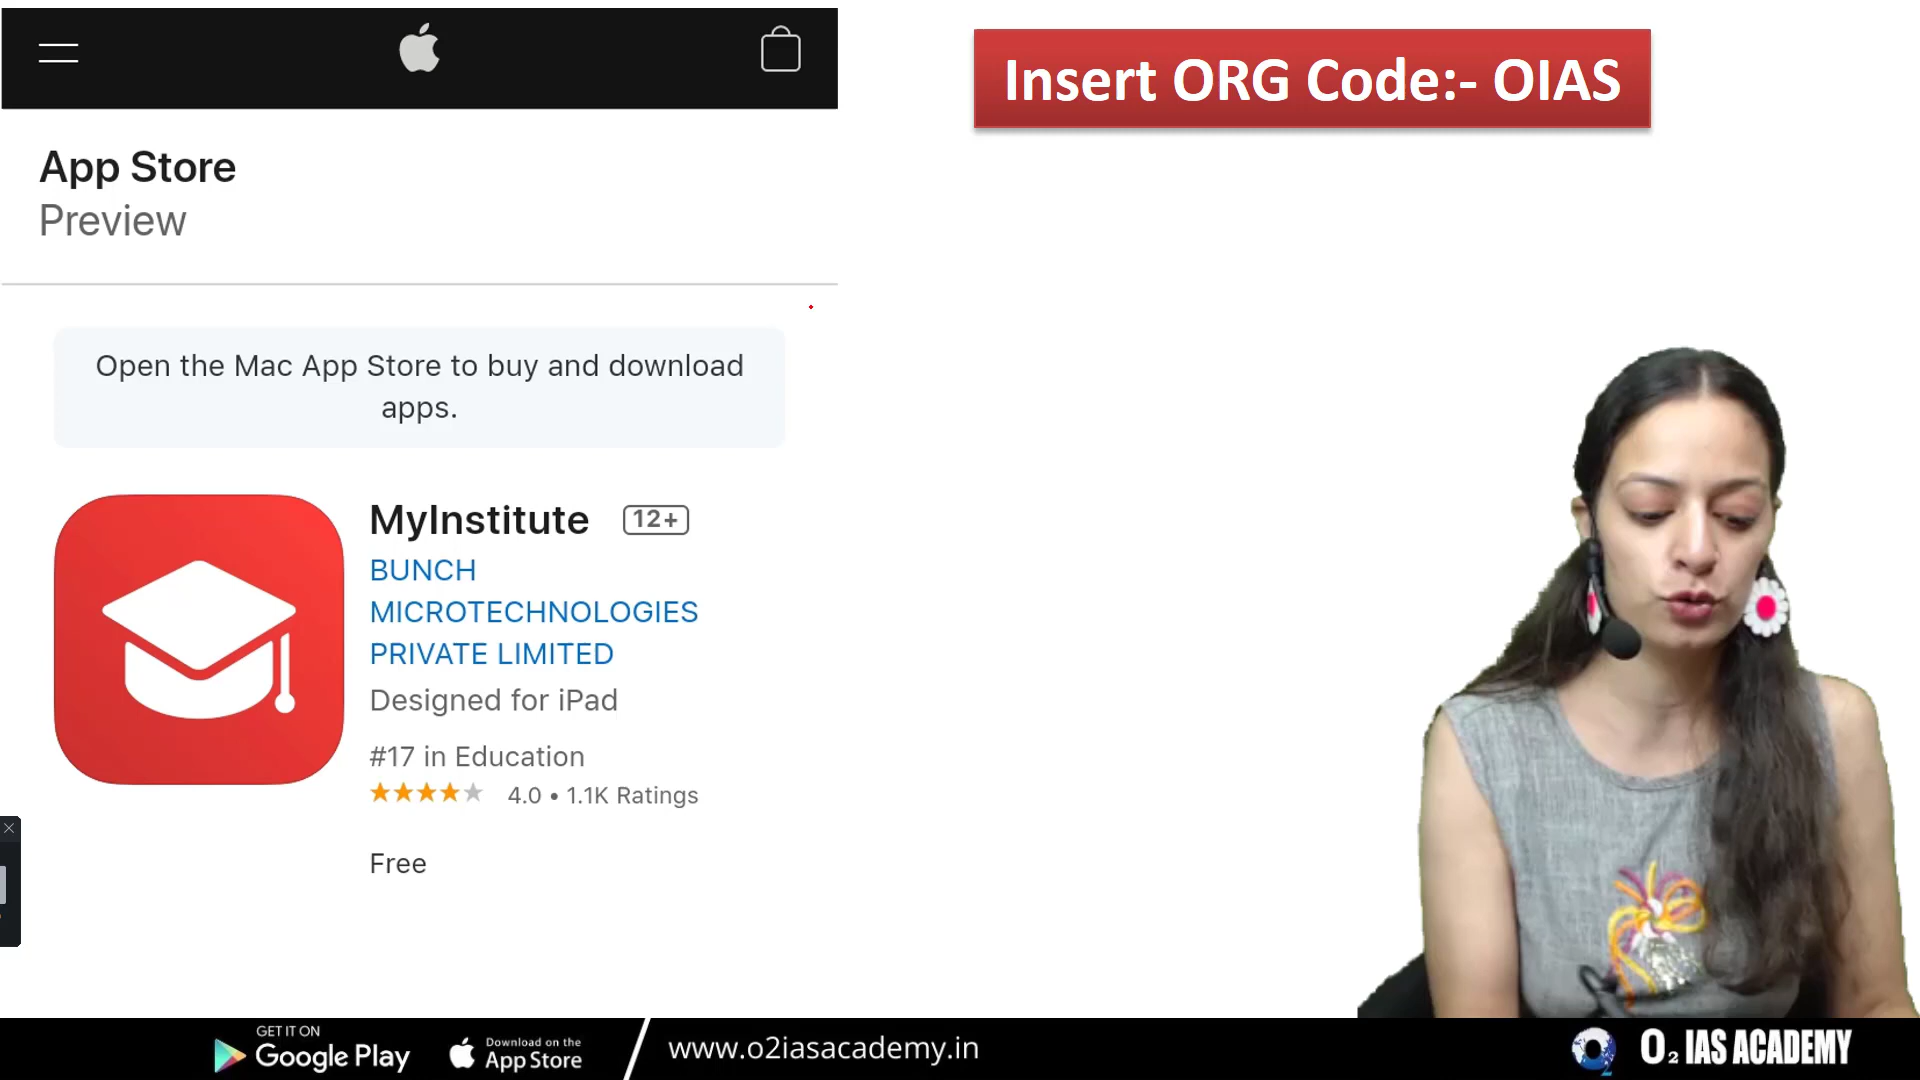 Insert ORG Code:- OIAS
App Store
Preview
Open the Mac App Store to buy and download
apps.
MyInstitute 12+
BUNCH
MICROTECHNOLOGIES
PRIVATE LIMITED
Designed for iPad
#17 in Education
4.0 • 1.1K Ratings
Free
GET IT ON
Google Play
Download on the
App Store
www.o2iasacademy.in
O2 IAS ACADEMY